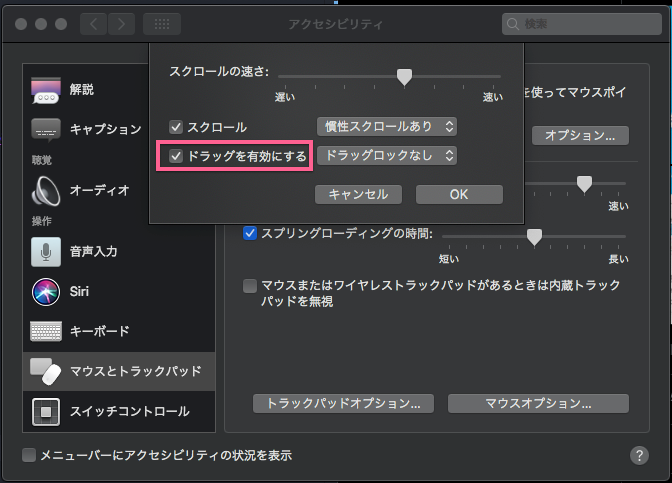 アクセシビリティ
検索
解説
キャプション
聴覚
オーディオ
操作
音声入力
Siri
キーボード
マウスとトラックパッド
スイッチコントロール
スクロールの速さ:
遅い
速い
スクロール
慣性スクロールあり
ドラッグを有効にする
ドラッグロックなし
キャンセル
OK
を使ってマウスポイ
オプション...
速い
スプリングローディングの時間:
短い
長い
マウスまたはワイヤレストラックパッドがあるときは内蔵トラック
パッドを無視
トラックパッドオプション...
マウスオプション...
メニューバーにアクセシビリティの状況を表示
?